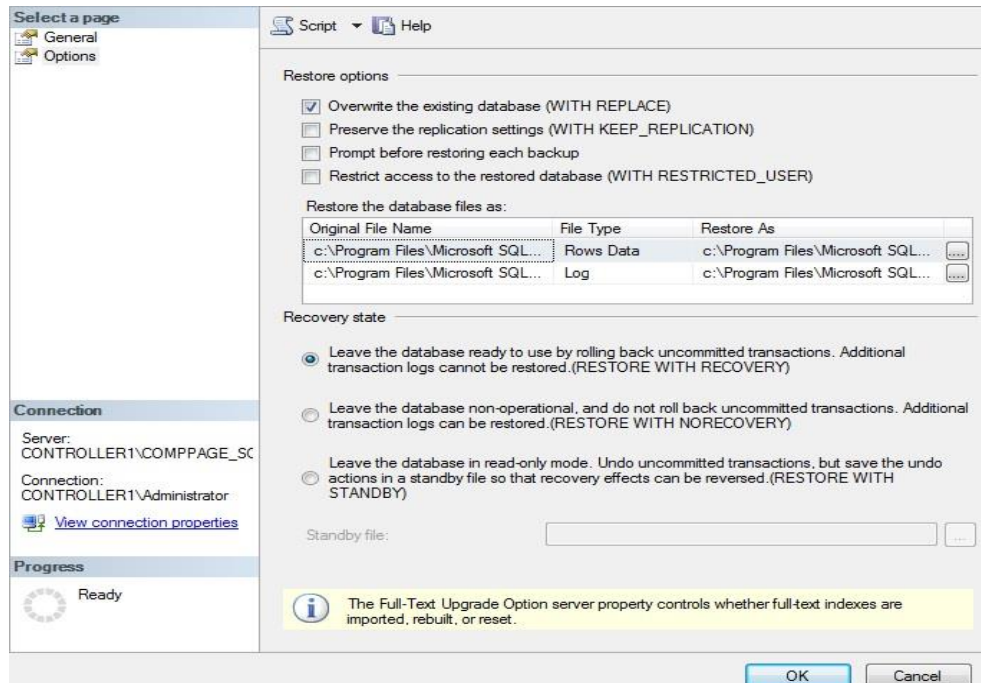 Select a page
General
Options
Script
Help
Restore options
Overwrite the existing database (WITH REPLACE)
Preserve the replication settings (WITH KEEP_REPLICATION)
Prompt before restoring each backup
Restrict access to the restored database (WITH RESTRICTED_USER)
Restore the database files as:
Original File Name File Type Restore As
c:\Program Files\Microsoft SQL... Rows Data c:\Program Files\Microsoft SQL... ...
c:\Program Files\Microsoft SQL... Log c:\Program Files\Microsoft SQL... ...
Recovery state
Leave the database ready to use by rolling back uncommitted transactions. Additional
transaction logs cannot be restored.(RESTORE WITH RECOVERY)
Leave the database non-operational, and do not roll back uncommitted transactions. Additional
transaction logs can be restored.(RESTORE WITH NORECOVERY)
Leave the database in read-only mode. Undo uncommitted transactions, but save the undo
actions in a standby file so that recovery effects can be reversed.(RESTORE WITH
STANDBY)
Standby file:
...
The Full-Text Upgrade Option server property controls whether full-text indexes are
imported, rebuilt, or reset.
Connection
Server:
CONTROLLER1\COMPPAGE_SC
Connection:
CONTROLLER1\Administrator
View connection properties
Progress
Ready
OK
Cancel